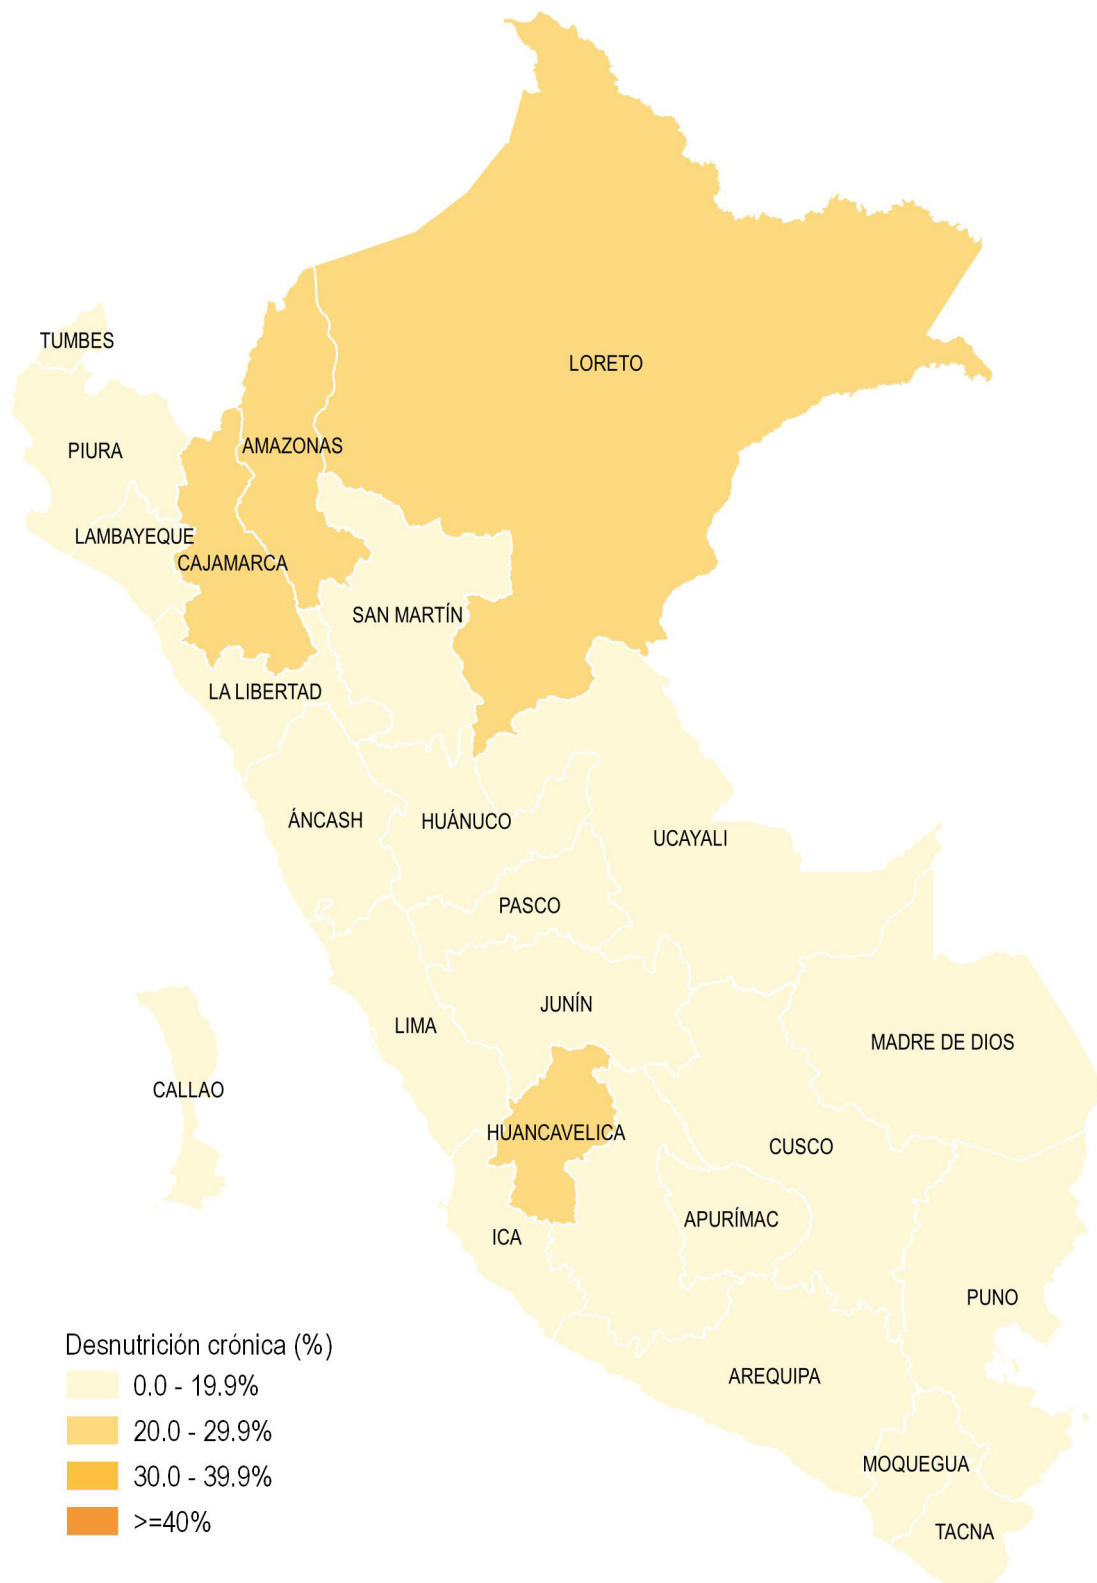 TUMBES
LORETO
PIURA
AMAZONAS
LAMBAYEQUE
CAJAMARCA
SAN MARTÍN
LA LIBERTAD
ÁNCASH
HUÁNUCO
UCAYALI
PASCO
JUNÍN
LIMA
MADRE DE DIOS
CALLAO
HUANCAVELICA
CUSCO
APURÍMAC
ICA
PUNO
AREQUIPA
MOQUEGUA
TACNA
Desnutrición crónica (%)
0.0 - 19.9%
20.0 - 29.9%
30.0 - 39.9%
>=40%